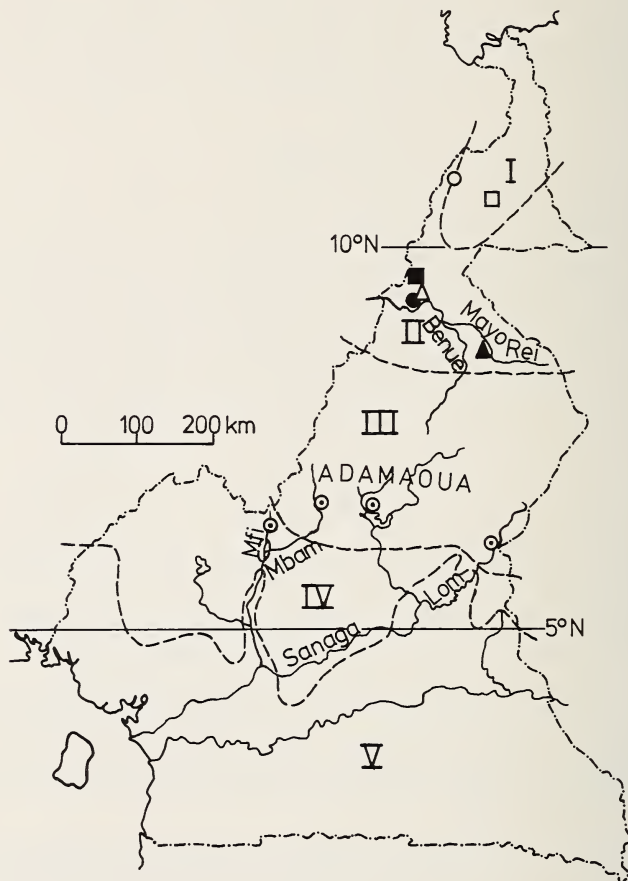 I
10°N
Mayo Rei
II
Benue
0 100 200 km
III
ADAMAOUA
Mfi
Mbam
IV
Lom
5°N
Sanaga
V